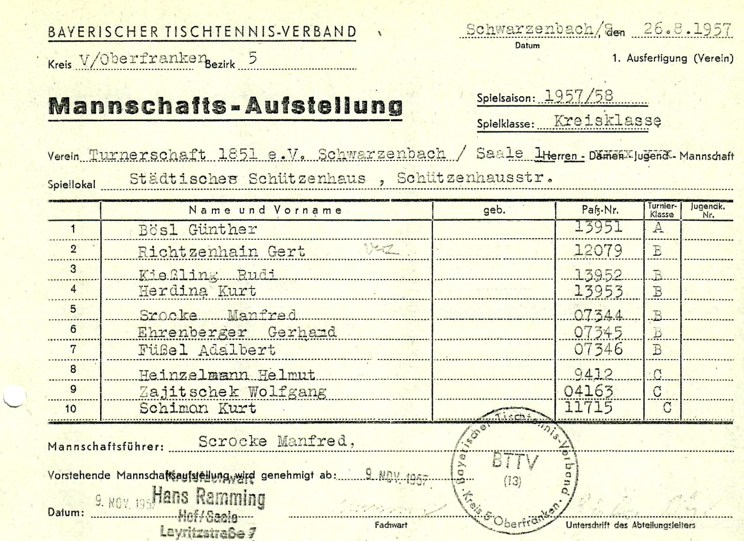 BAYERISCHER TISCHTENNIS-VERBAND
Schwarzenbach/S, den 26.8.1957
Datum
Kreis V/Oberfranken Bezirk 5
1. Ausfertigung (Verein)
Mannschafts-Aufstellung
Spielsaison: 1957/58
Spielklasse: Kreisklasse
Verein Turnerschaft 1851 e.V. Schwarzenbach / Saale 1. Herren - Damen - Jugend - Mannschaft
Spiellokal Städtisches Schützenhaus , Schützenhausstr.
Name und Vorname geb. Paß-Nr. Turnier-Klasse Jugendk. Nr.
1 Bösl Günther 13951 A
2 Richtzenhain Gert 12079 B
3 Kießling Rudi 13952 B
4 Herdina Kurt 13953 B
5 Srocke Manfred 07344 B
6 Ehrenberger Gerhard 07345 B
7 Füßel Adalbert 07346 B
8 Heinzelmann Helmut 9412 C
9 Zajitschek Wolfgang 04163 C
10 Schimon Kurt 11715 C
Mannschaftsführer: Scrocke Manfred,
Vorstehende Mannschaftsaufstellung wird genehmigt ab: 9. NOV. 1957
Datum: 9. NOV. 1957
Hans Ramming
Hof/Saale
Layritzstraße 7
Fachwart
Bayerischer Tischtennis-Verband
BTTV
(13)
Kreis 5 Oberfranken
Unterschrift des Abteilungsleiters